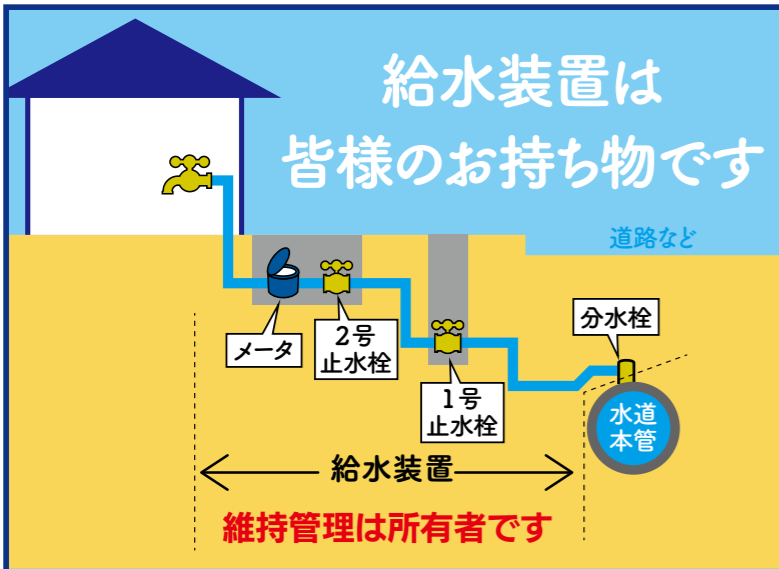 給水装置は
皆様のお持ち物です
道路など
メータ
2号
止水栓
1号
止水栓
分水栓
水道
本管
給水装置
維持管理は所有者です